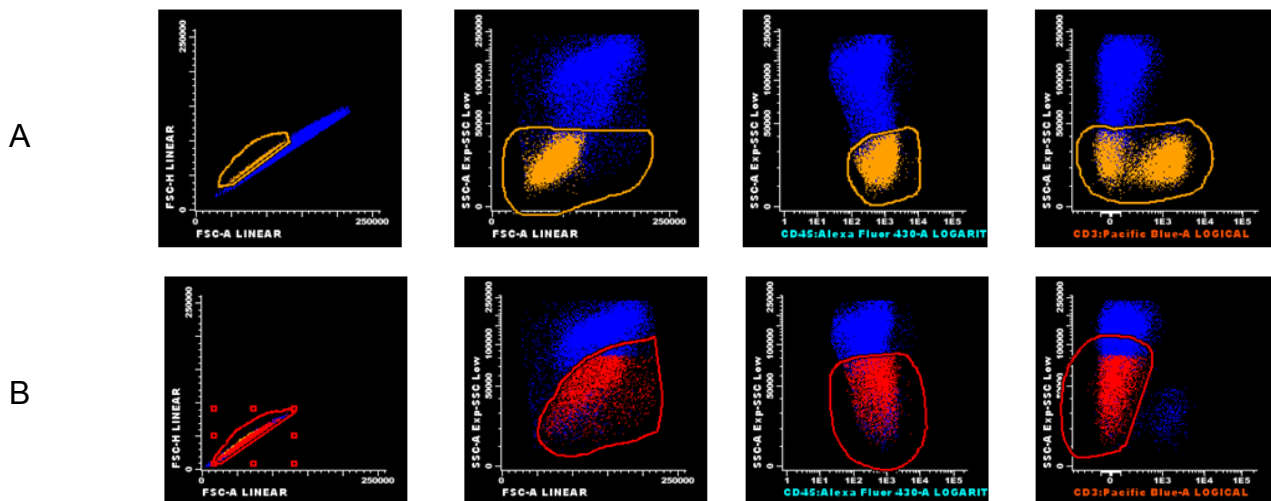 A
250000
FSC-H LINEAR
0
0
250000
FSC-A LINEAR
250000
100000
50000
0
SSC-A Exp-SSC Low
0
250000
FSC-A LINEAR
250000
100000
50000
0
SSC-A Exp-SSC Low
1 1E1 1E2 1E3 1E4 1E5
CD45:Alexa Fluor 430-A LOGARIT
250000
100000
50000
0
SSC-A Exp-SSC Low
0 1E3 1E4 1E5
CD3:Pacific Blue-A LOGICAL
B
250000
FSC-H LINEAR
0
0
250000
FSC-A LINEAR
250000
100000
50000
0
SSC-A Exp-SSC Low
0
250000
FSC-A LINEAR
250000
100000
50000
0
SSC-A Exp-SSC Low
1 1E1 1E2 1E3 1E4 1E5
CD45:Alexa Fluor 430-A LOGARIT
250000
100000
50000
0
SSC-A Exp-SSC Low
0 1E3 1E4 1E5
CD3:Pacific Blue-A LOGICAL